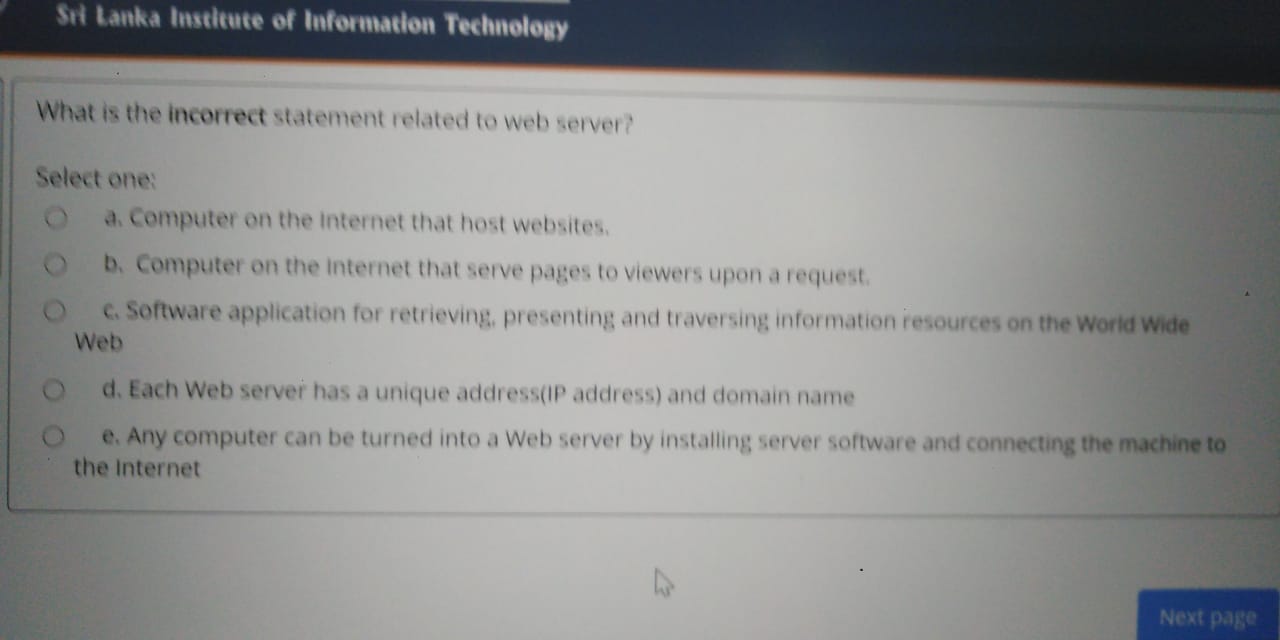 Sri Lanka Institute of Information Technology
What is the incorrect statement related to web server?
Select one:
a. Computer on the Internet that host websites.
b. Computer on the Internet that serve pages to viewers upon a request.
c. Software application for retrieving, presenting and traversing information resources on the World Wide
Web
d. Each Web server has a unique address(IP address) and domain name
e. Any computer can be turned into a Web server by installing server software and connecting the machine to
the Internet
Next page